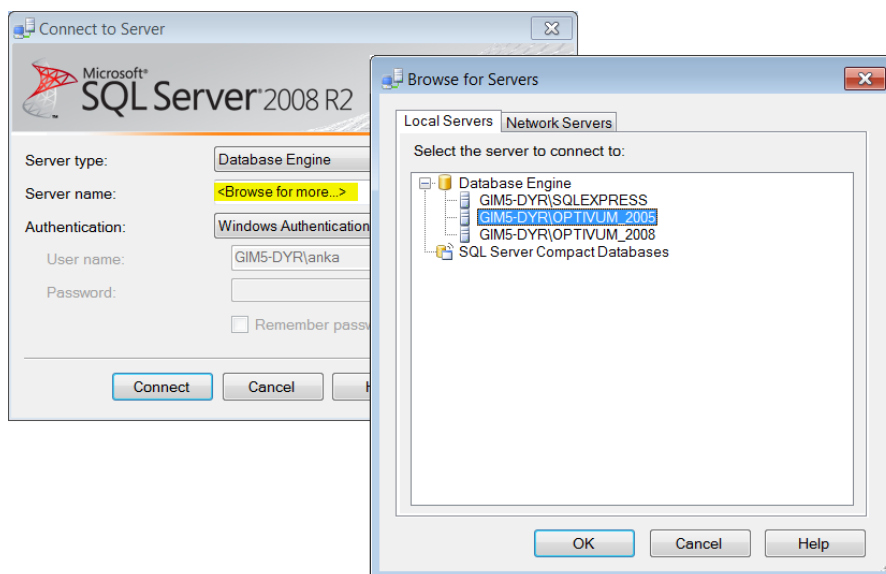 Connect to Server
Microsoft®
SQL Server® 2008 R2
Server type:
Database Engine
Server name:
<Browse for more...>
Authentication:
Windows Authentication
User name:
GIM5-DYR\anka
Password:
Remember passw
Connect
Cancel
H
Browse for Servers
Local Servers
Network Servers
Select the server to connect to:
Database Engine
GIM5-DYR\SQLEXPRESS
GIM5-DYR\OPTIVUM_2005
GIM5-DYR\OPTIVUM_2008
SQL Server Compact Databases
OK
Cancel
Help